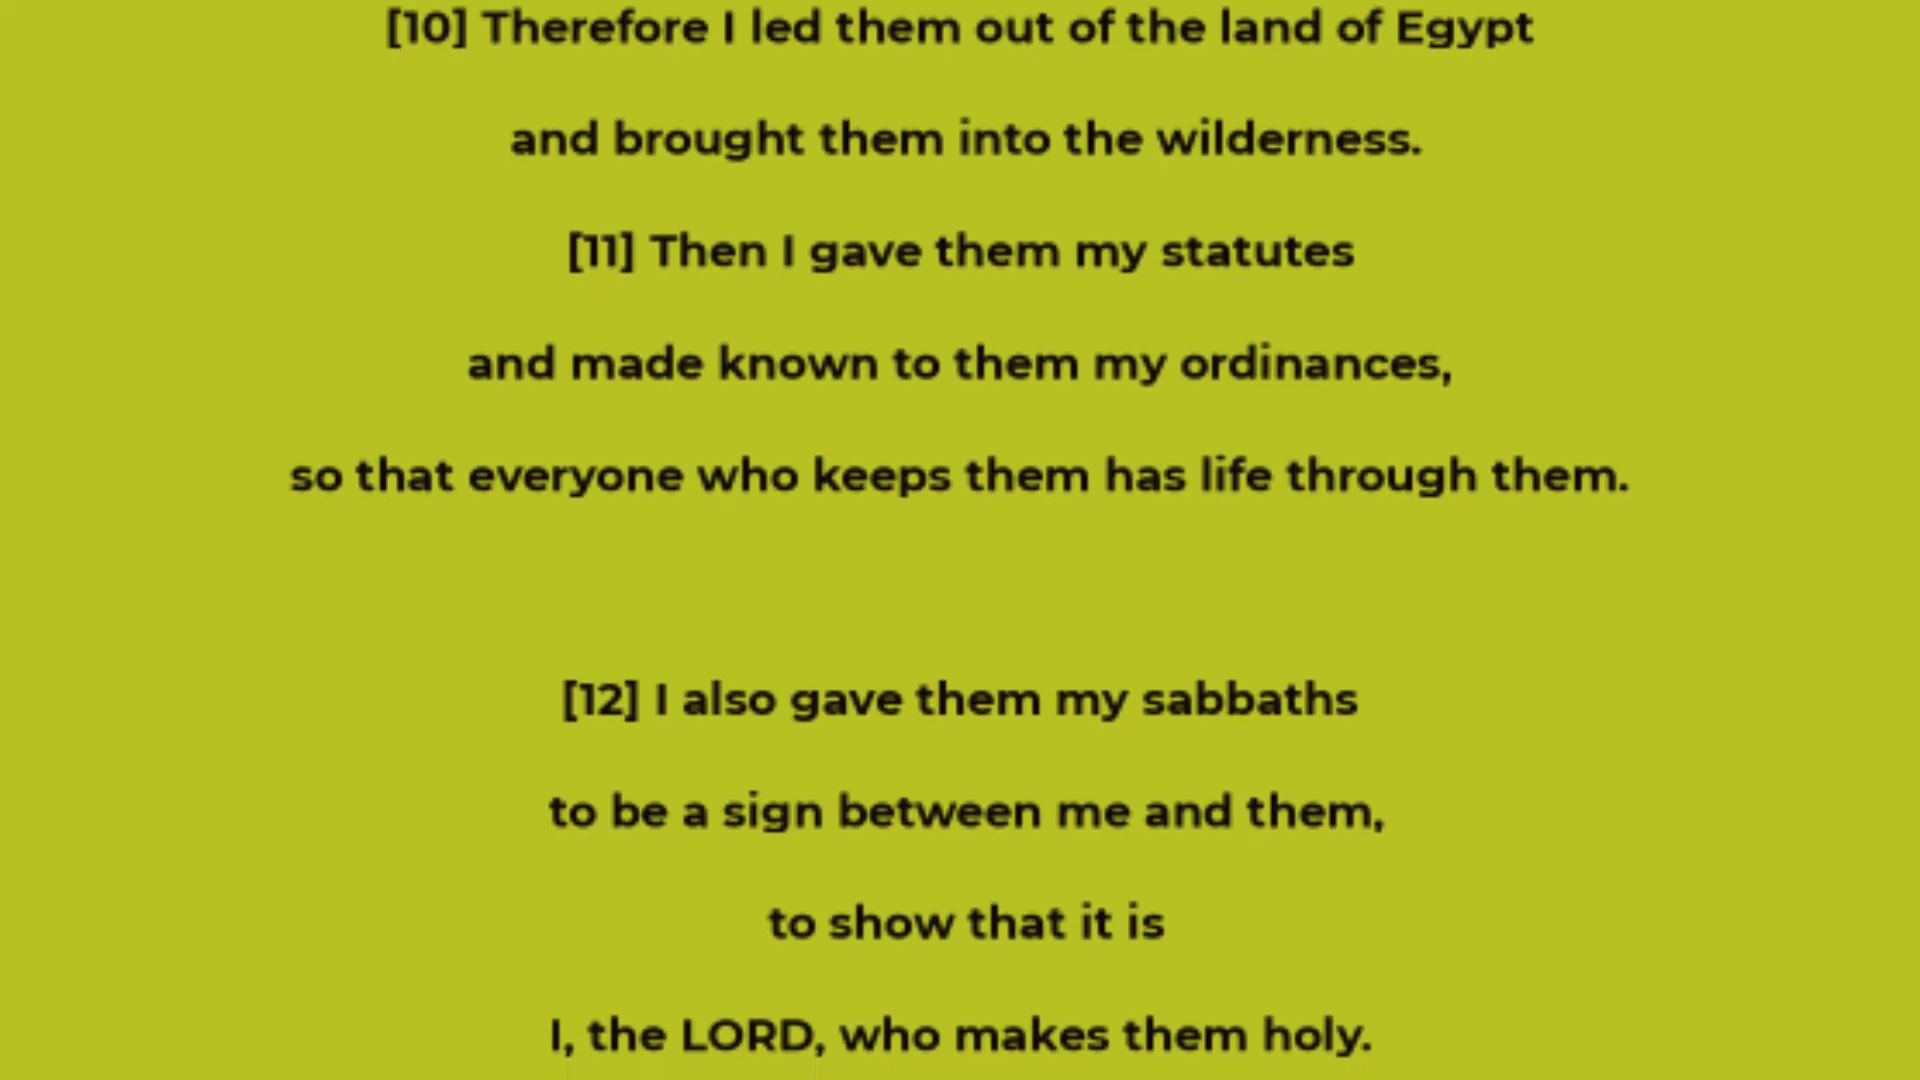 [10] Therefore I led them out of the land of Egypt
and brought them into the wilderness.
[11] Then I gave them my statutes
and made known to them my ordinances,
so that everyone who keeps them has life through them.
[12] I also gave them my sabbaths
to be a sign between me and them,
to show that it is
I, the LORD, who makes them holy.